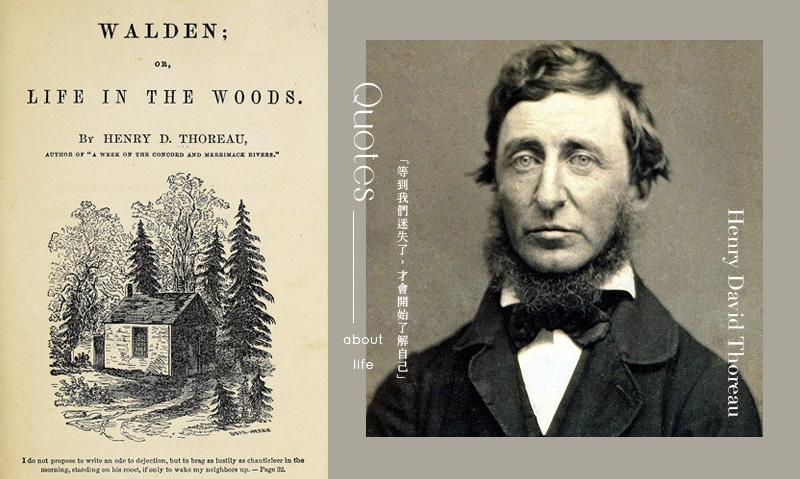 WALDEN;
OR,
LIFE IN THE WOODS.
BY HENRY D. THOREAU,
AUTHOR OF "A WEEK ON THE CONCORD AND MERRIMACK RIVERS."
I do not propose to write an ode to dejection, but to brag as lustily as chanticleer in the
morning, standing on his roost, if only to wake my neighbors up. — Page 92.
Quotes
about
life
「等到我們迷失了，才會開始了解自己」
Henry David Thoreau